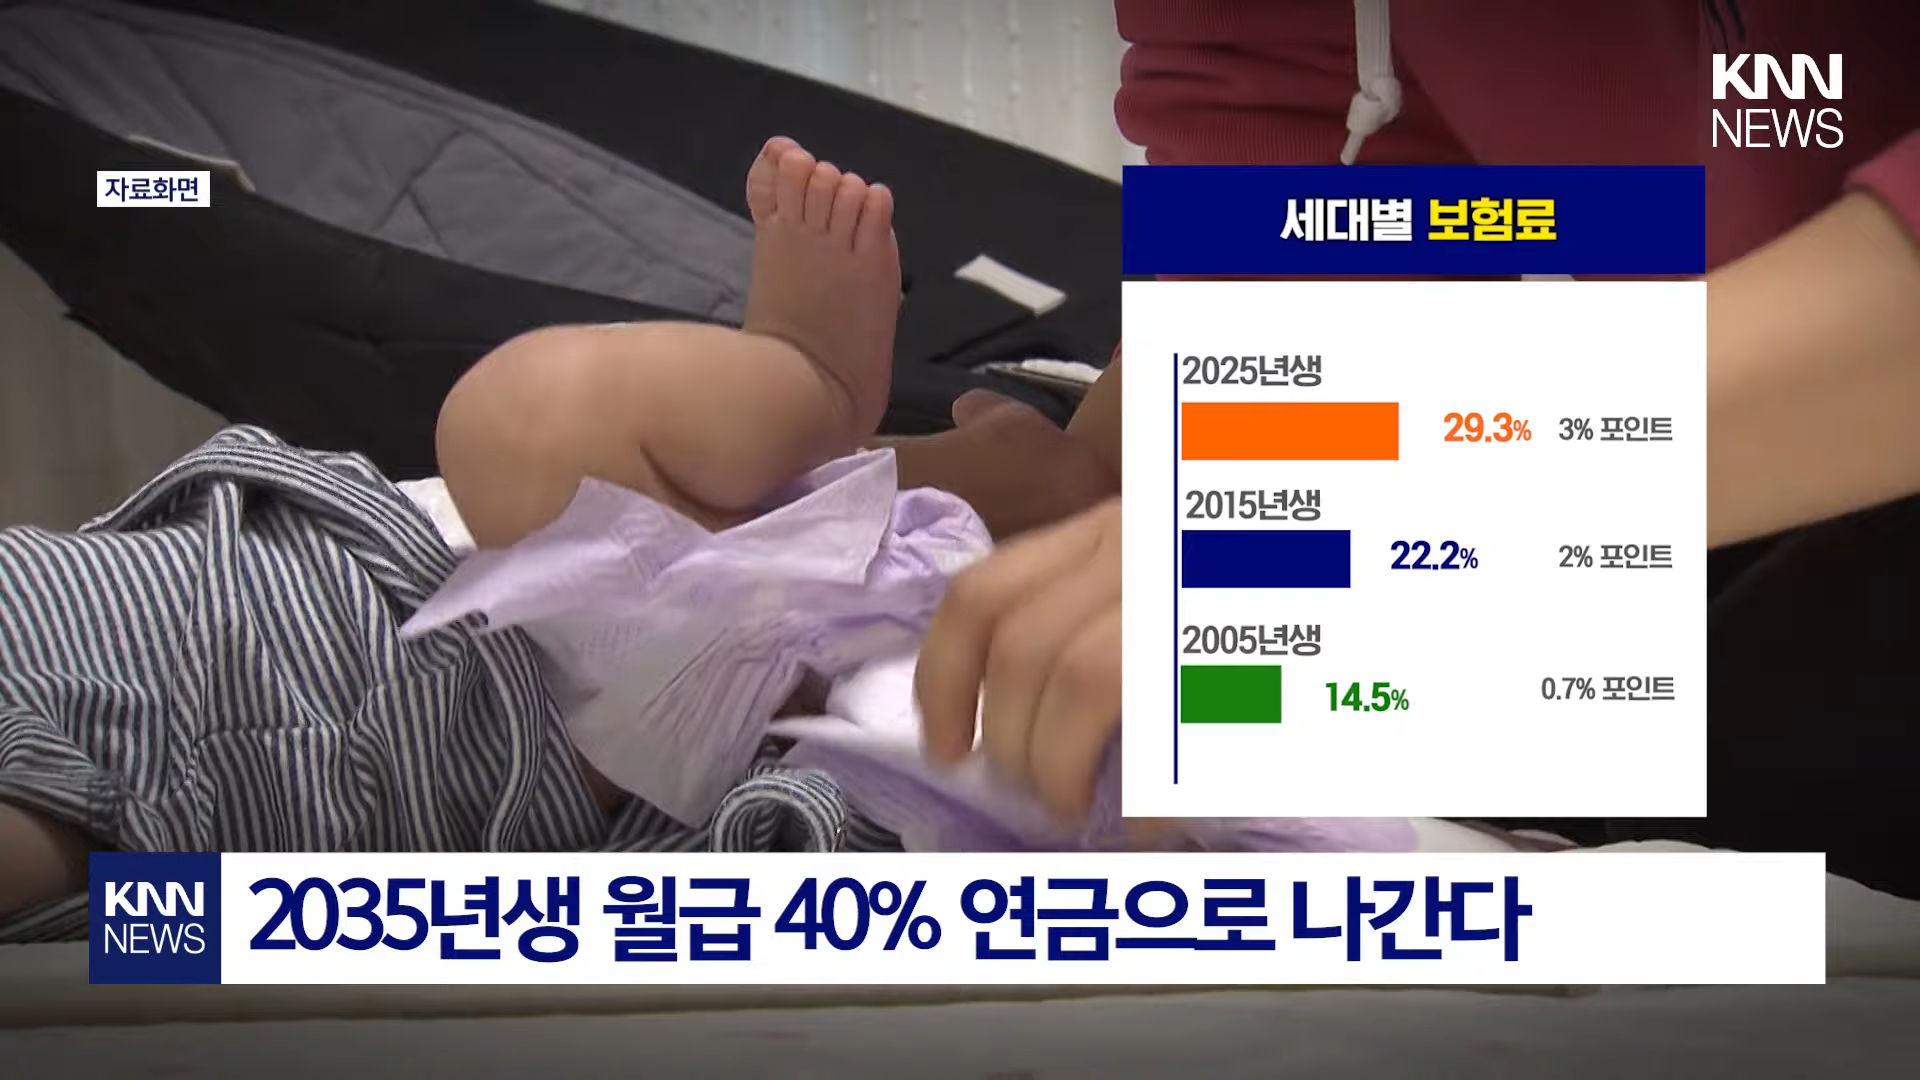 KNN
NEWS
자료화면
세대별 보험료
2025년생
29.3% 3% 포인트
2015년생
22.2% 2% 포인트
2005년생
14.5% 0.7% 포인트
KNN
NEWS
2035년생 월급 40% 연금으로 나간다